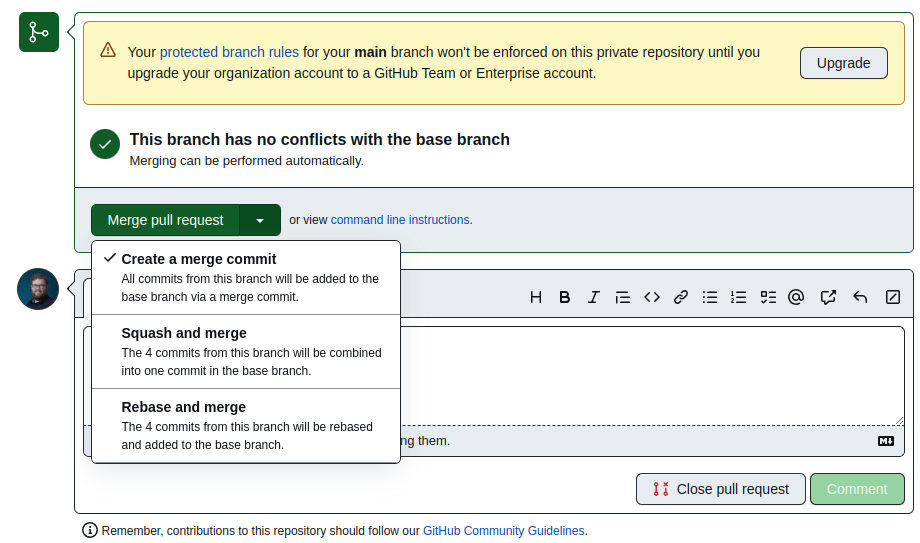 Your protected branch rules for your main branch won't be enforced on this private repository until you
upgrade your organization account to a GitHub Team or Enterprise account.
Upgrade
This branch has no conflicts with the base branch
Merging can be performed automatically.
Merge pull request
or view command line instructions.
Create a merge commit
All commits from this branch will be added to the
base branch via a merge commit.
Squash and merge
The 4 commits from this branch will be combined
into one commit in the base branch.
Rebase and merge
The 4 commits from this branch will be rebased
and added to the base branch.
ng them.
Close pull request
Comment
Remember, contributions to this repository should follow our GitHub Community Guidelines.